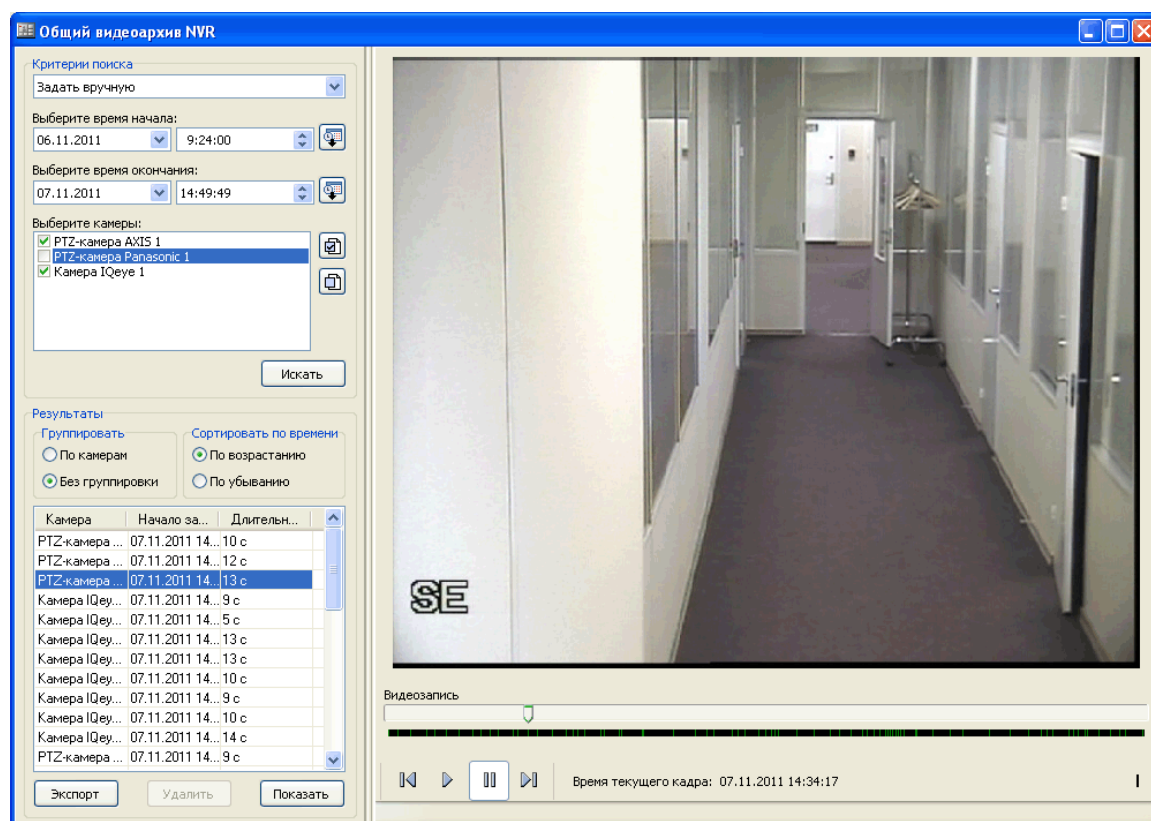 Общий видеоархив NVR
Критерии поиска
Задать вручную
Выберите время начала:
06.11.2011 9:24:00
Выберите время окончания:
07.11.2011 14:49:49
Выберите камеры:
PTZ-камера AXIS 1
PTZ-камера Panasonic 1
Камера IQeye 1
Искать
Результаты
Группировать Сортировать по времени
По камерам По возрастанию
Без группировки По убыванию
Камера Начало за... Длительн...
PTZ-камера ... 07.11.2011 14... 10 с
PTZ-камера ... 07.11.2011 14... 12 с
PTZ-камера ... 07.11.2011 14... 13 с
Камера IQey... 07.11.2011 14... 9 с
Камера IQey... 07.11.2011 14... 5 с
Камера IQey... 07.11.2011 14... 13 с
Камера IQey... 07.11.2011 14... 13 с
Камера IQey... 07.11.2011 14... 10 с
Камера IQey... 07.11.2011 14... 9 с
Камера IQey... 07.11.2011 14... 10 с
Камера IQey... 07.11.2011 14... 14 с
PTZ-камера ... 07.11.2011 14... 9 с
Экспорт Удалить Показать
SE
Видеозапись
Время текущего кадра: 07.11.2011 14:34:17